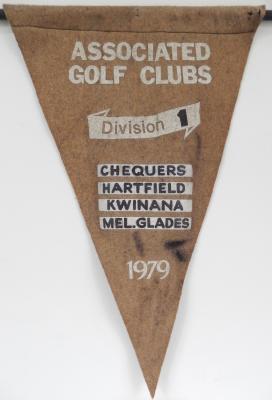 ASSOCIATED
GOLF CLUBS
Division 1
CHEQUERS
HARTFIELD
KWINANA
MEL.GLADES
1979